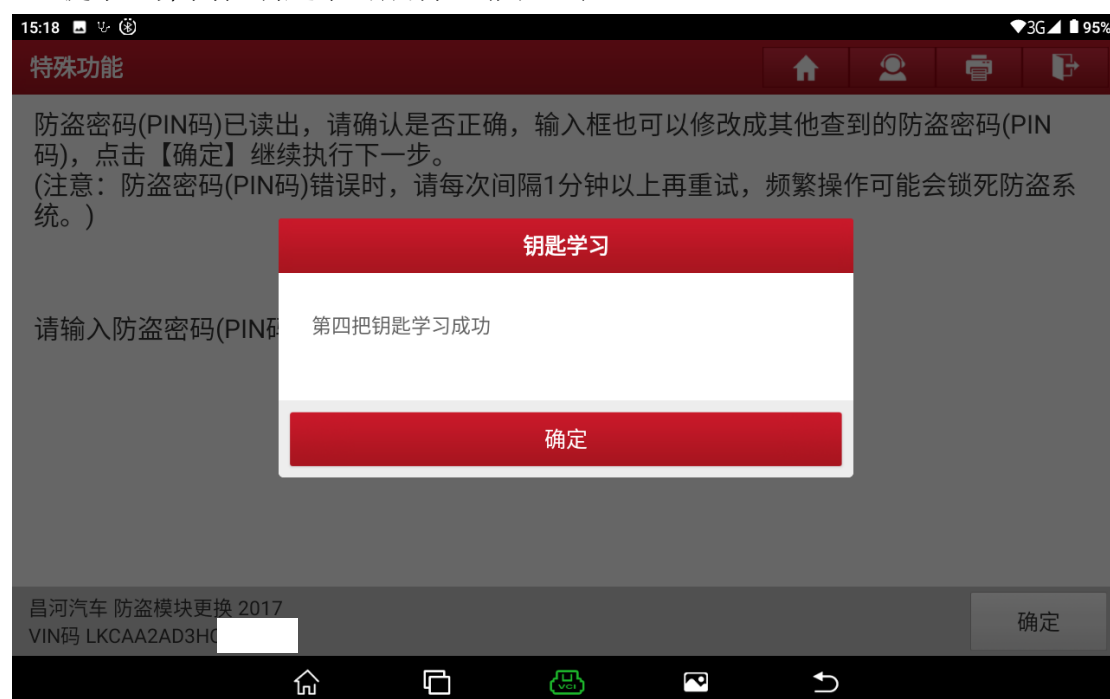 15:18
3G
95%
特殊功能
防盗密码(PIN码)已读出，请确认是否正确，输入框也可以修改成其他查到的防盗密码(PIN
码)，点击【确定】继续执行下一步。
(注意：防盗密码(PIN码)错误时，请每次间隔1分钟以上再重试，频繁操作可能会锁死防盗系
统。)
钥匙学习
请输入防盗密码(PIN码
第四把钥匙学习成功
确定
昌河汽车 防盗模块更换 2017
VIN码 LKCAA2AD3H
确定
VCI